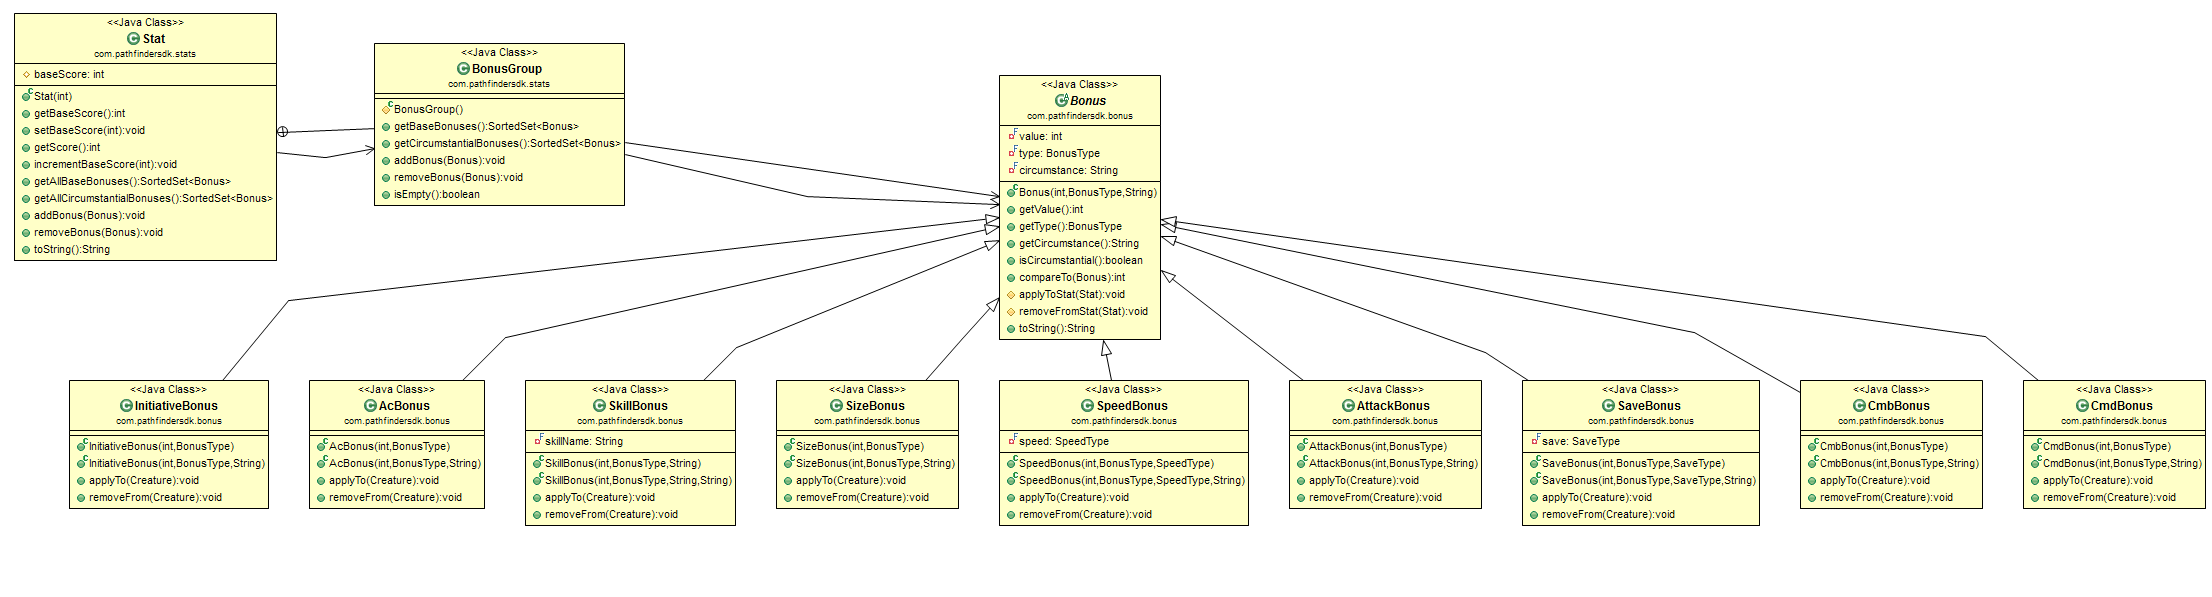 <<Java Class>>
Stat
com.pathfindersdk.stats
baseScore: int
Stat(int)
getBaseScore():int
setBaseScore(int):void
getScore():int
incrementBaseScore(int):void
getAllBaseBonuses():SortedSet<Bonus>
getAllCircumstantialBonuses():SortedSet<Bonus>
addBonus(Bonus):void
removeBonus(Bonus):void
toString():String
<<Java Class>>
BonusGroup
com.pathfindersdk.stats
BonusGroup()
getBaseBonuses():SortedSet<Bonus>
getCircumstantialBonuses():SortedSet<Bonus>
addBonus(Bonus):void
removeBonus(Bonus):void
isEmpty():boolean
<<Java Class>>
Bonus
com.pathfindersdk.bonus
value: int
type: BonusType
circumstance: String
Bonus(int,BonusType,String)
getValue():int
getType():BonusType
getCircumstance():String
isCircumstantial():boolean
compareTo(Bonus):int
applyToStat(Stat):void
removeFromStat(Stat):void
toString():String
<<Java Class>>
InitiativeBonus
com.pathfindersdk.bonus
InitiativeBonus(int,BonusType)
InitiativeBonus(int,BonusType,String)
applyTo(Creature):void
removeFrom(Creature):void
<<Java Class>>
AcBonus
com.pathfindersdk.bonus
AcBonus(int,BonusType)
AcBonus(int,BonusType,String)
applyTo(Creature):void
removeFrom(Creature):void
<<Java Class>>
SkillBonus
com.pathfindersdk.bonus
skillName: String
SkillBonus(int,BonusType,String)
SkillBonus(int,BonusType,String,String)
applyTo(Creature):void
removeFrom(Creature):void
<<Java Class>>
SizeBonus
com.pathfindersdk.bonus
SizeBonus(int,BonusType)
SizeBonus(int,BonusType,String)
applyTo(Creature):void
removeFrom(Creature):void
<<Java Class>>
SpeedBonus
com.pathfindersdk.bonus
speed: SpeedType
SpeedBonus(int,BonusType,SpeedType)
SpeedBonus(int,BonusType,SpeedType,String)
applyTo(Creature):void
removeFrom(Creature):void
<<Java Class>>
AttackBonus
com.pathfindersdk.bonus
AttackBonus(int,BonusType)
AttackBonus(int,BonusType,String)
applyTo(Creature):void
removeFrom(Creature):void
<<Java Class>>
SaveBonus
com.pathfindersdk.bonus
save: SaveType
SaveBonus(int,BonusType,SaveType)
SaveBonus(int,BonusType,SaveType,String)
applyTo(Creature):void
removeFrom(Creature):void
<<Java Class>>
CmbBonus
com.pathfindersdk.bonus
CmbBonus(int,BonusType)
CmbBonus(int,BonusType,String)
applyTo(Creature):void
removeFrom(Creature):void
<<Java Class>>
CmdBonus
com.pathfindersdk.bonus
CmdBonus(int,BonusType)
CmdBonus(int,BonusType,String)
applyTo(Creature):void
removeFrom(Creature):void